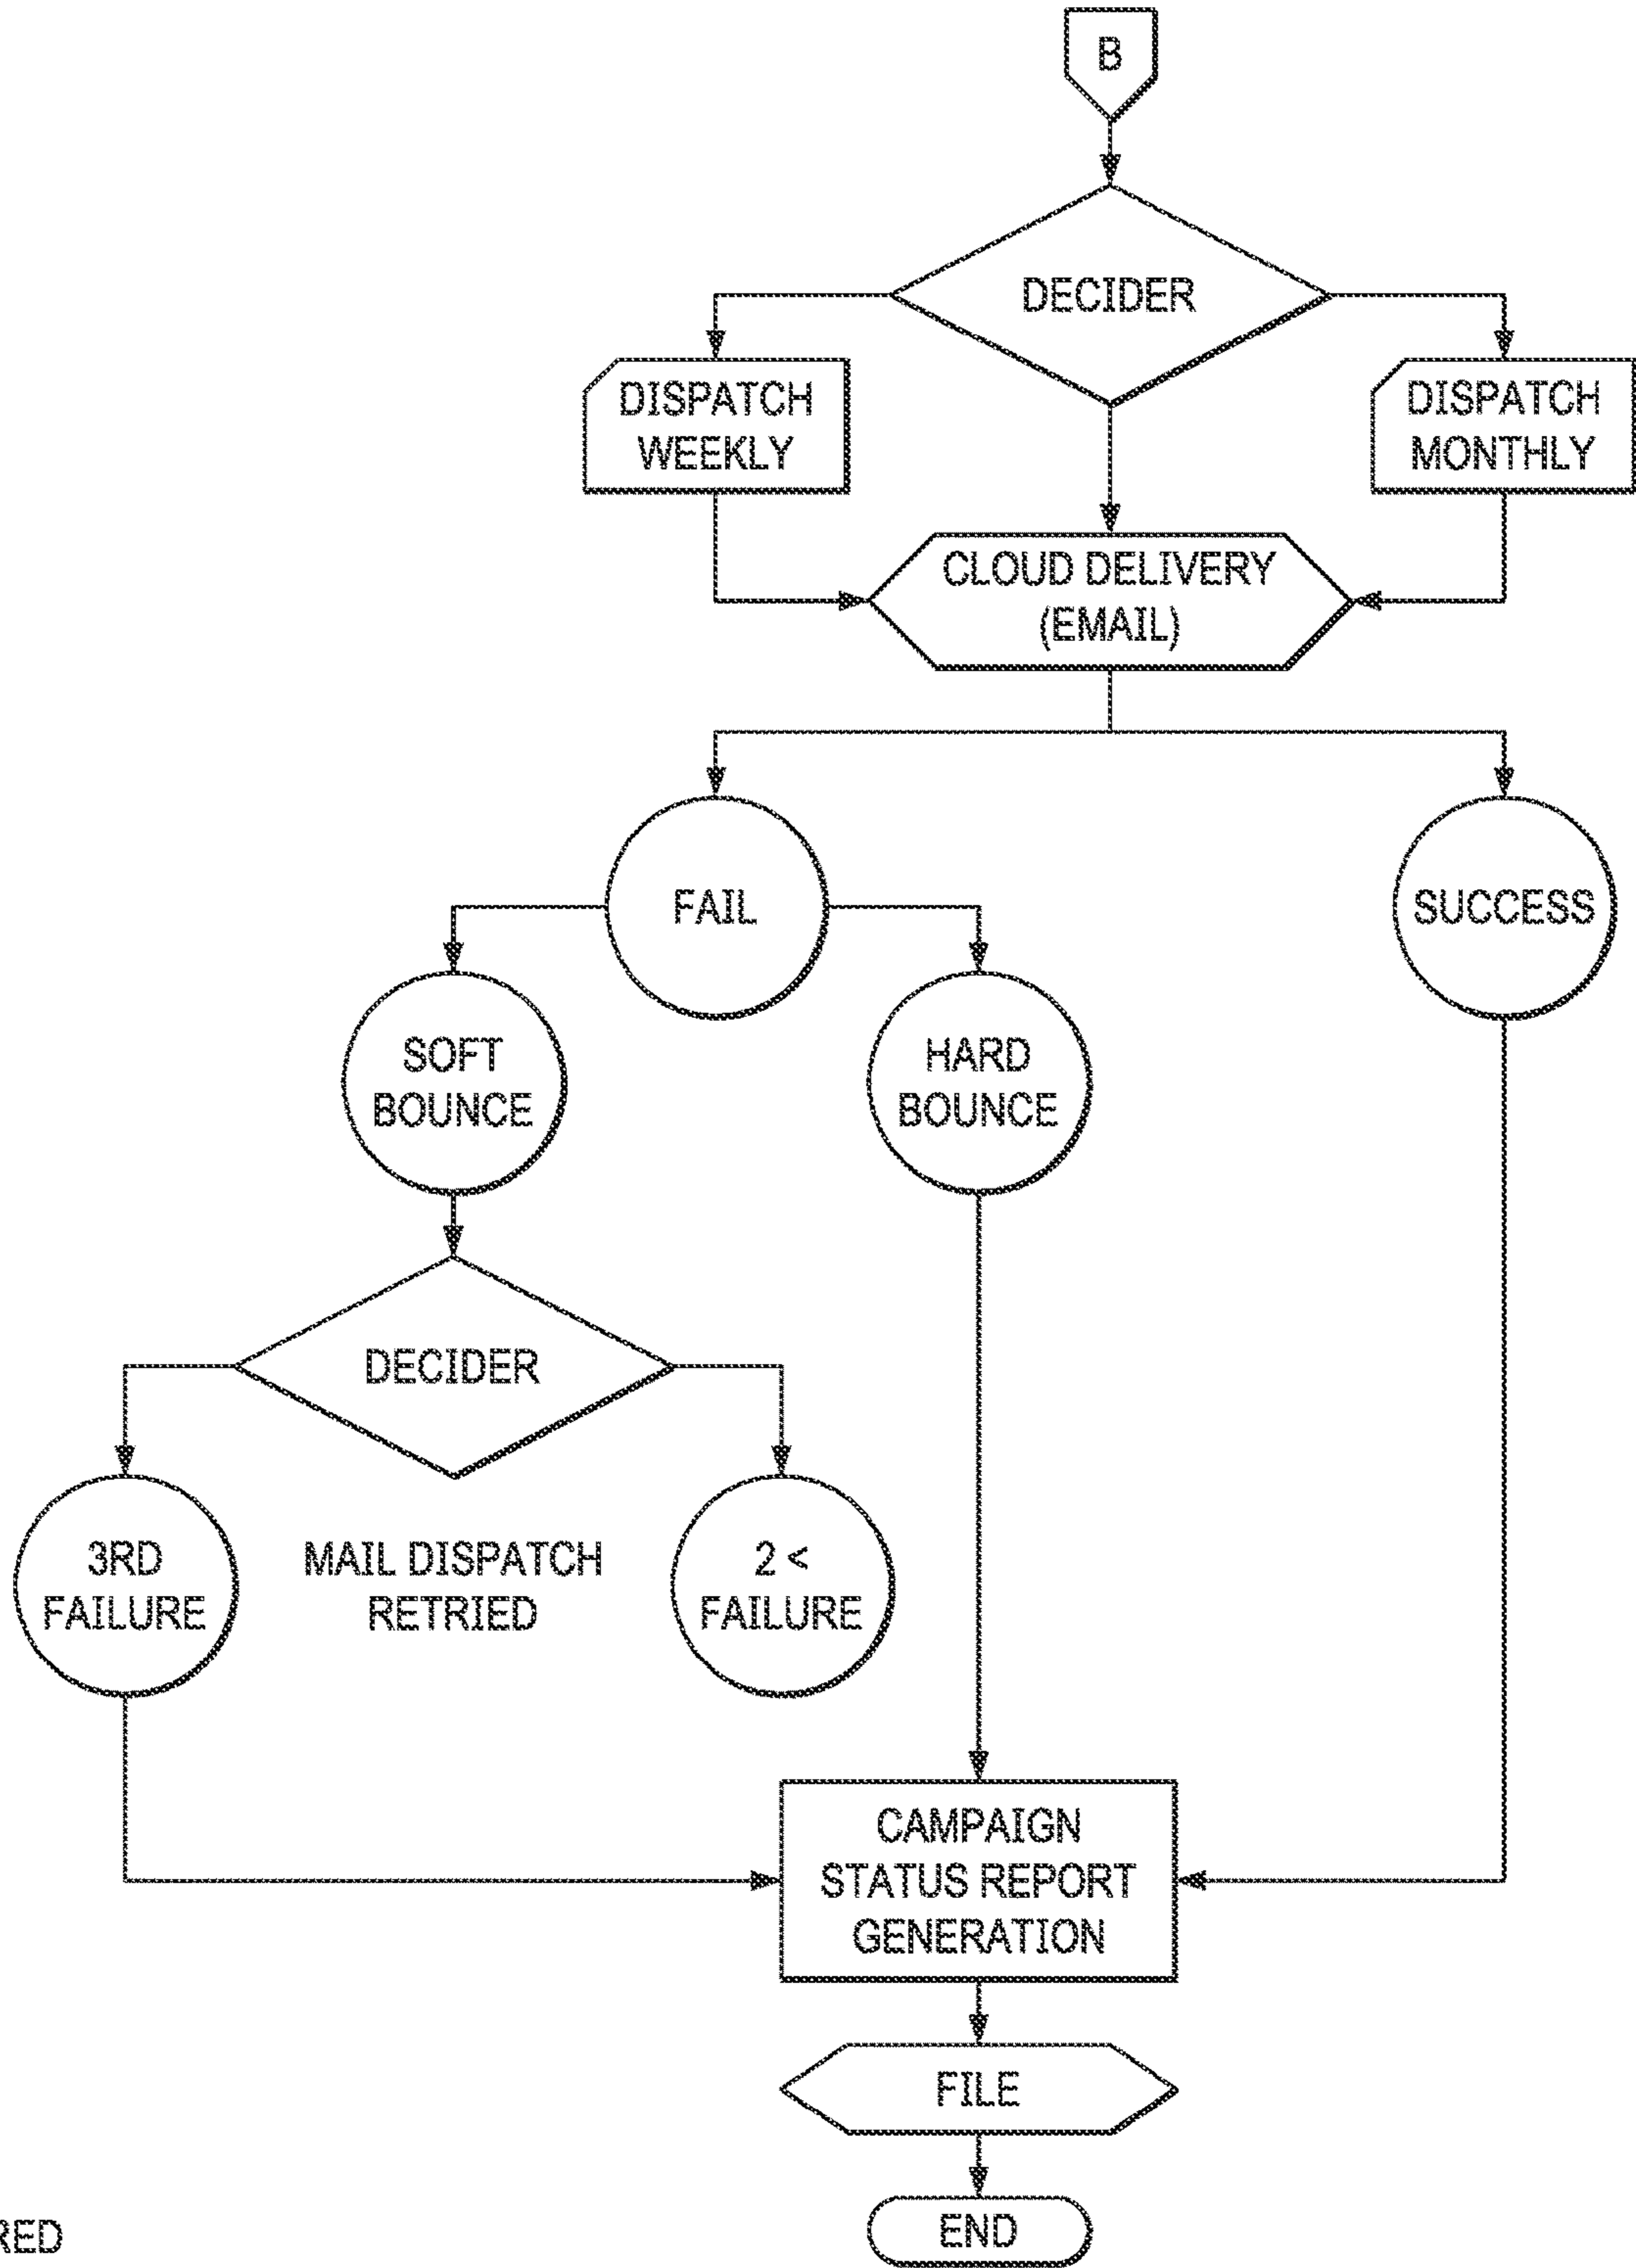 B
DECIDER
DISPATCH
WEEKLY
DISPATCH
MONTHLY
CLOUD DELIVERY
(EMAIL)
FAIL
SUCCESS
SOFT
BOUNCE
HARD
BOUNCE
DECIDER
3RD
FAILURE
MAIL DISPATCH
RETRIED
2 <
FAILURE
CAMPAIGN
STATUS REPORT
GENERATION
FILE
END
RED